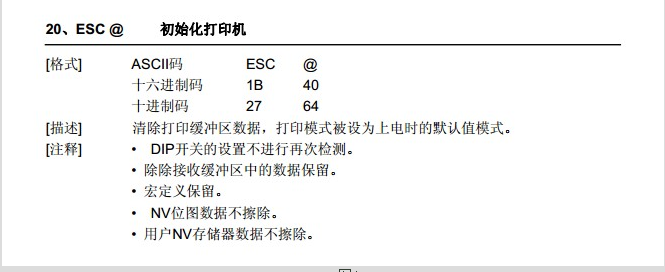 20、ESC @ 初始化打印机
[格式] ASCII码 ESC @
十六进制码 1B 40
十进制码 27 64
[描述] 清除打印缓冲区数据，打印模式被设为上电时的默认值模式。
[注释] • DIP开关的设置不进行再次检测。
• 除除接收缓冲区中的数据保留。
• 宏定义保留。
• NV位图数据不擦除。
• 用户NV存储器数据不擦除。